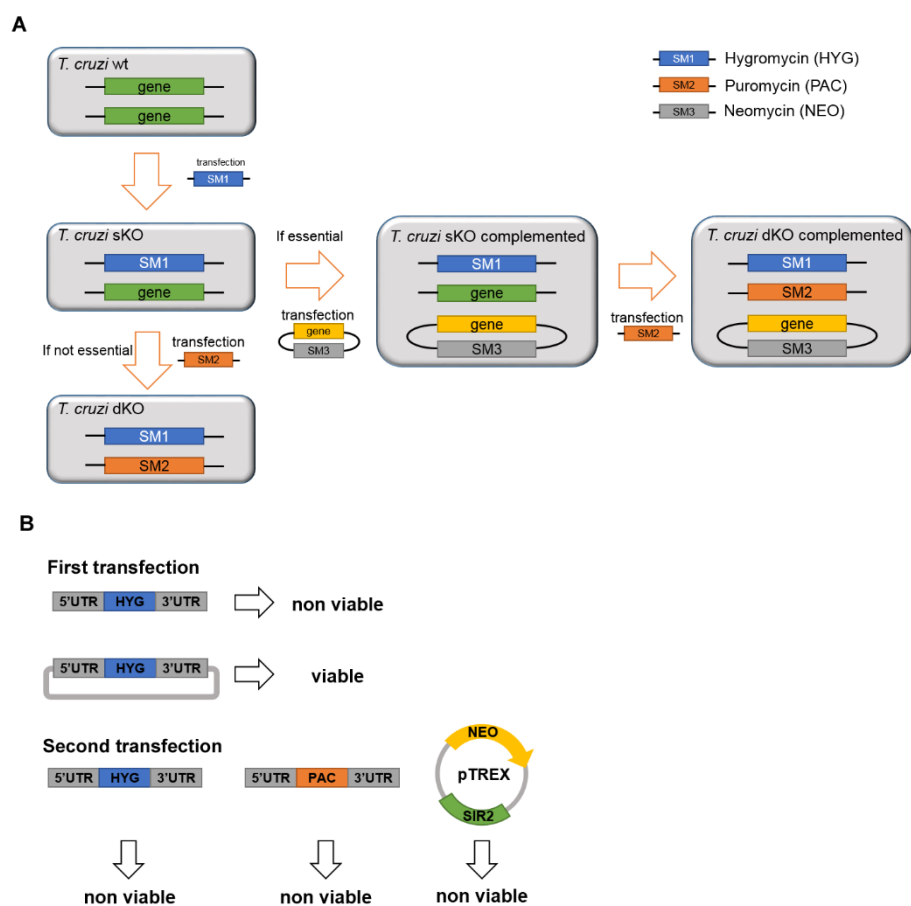 A
T. cruzi wt
gene
gene
SM1 Hygromycin (HYG)
SM2 Puromycin (PAC)
SM3 Neomycin (NEO)
transfection
SM1
T. cruzi sKO
SM1
gene
If essential
transfection
gene
SM3
T. cruzi sKO complemented
SM1
gene
gene
SM3
transfection
SM2
T. cruzi dKO complemented
SM1
SM2
gene
SM3
If not essential
transfection
SM2
T. cruzi dKO
SM1
SM2
B
First transfection
5'UTR HYG 3'UTR
non viable
5'UTR HYG 3'UTR
viable
Second transfection
5'UTR HYG 3'UTR
5'UTR PAC 3'UTR
NEO
pTREX
SIR2
non viable
non viable
non viable